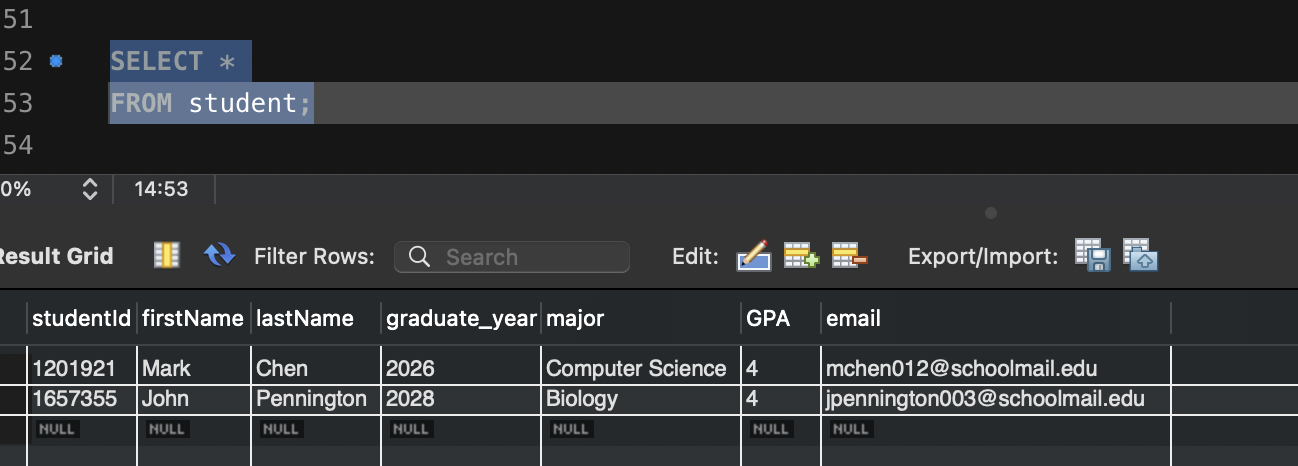 51
52 SELECT *
53 FROM student;
54
0% 14:53
Result Grid Filter Rows: Search Edit: Export/Import:
studentId firstName lastName graduate_year major GPA email
1201921 Mark Chen 2026 Computer Science 4 mchen012@schoolmail.edu
1657355 John Pennington 2028 Biology 4 jpennington003@schoolmail.edu
NULL NULL NULL NULL NULL NULL NULL